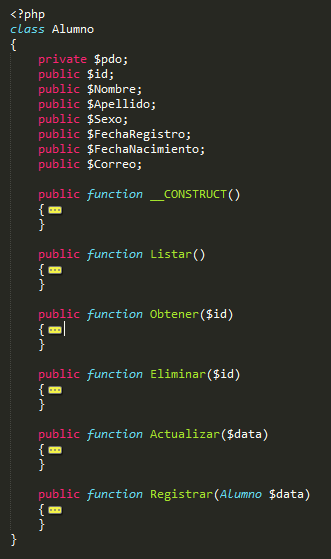 <?php
class Alumno
{
    private $pdo;
    public $id;
    public $Nombre;
    public $Apellido;
    public $Sexo;
    public $FechaRegistro;
    public $FechaNacimiento;
    public $Correo;
    public function __CONSTRUCT()
    {
    }
    public function Listar()
    {
    }
    public function Obtener($id)
    {
    }
    public function Eliminar($id)
    {
    }
    public function Actualizar($data)
    {
    }
    public function Registrar(Alumno $data)
    {
    }
}